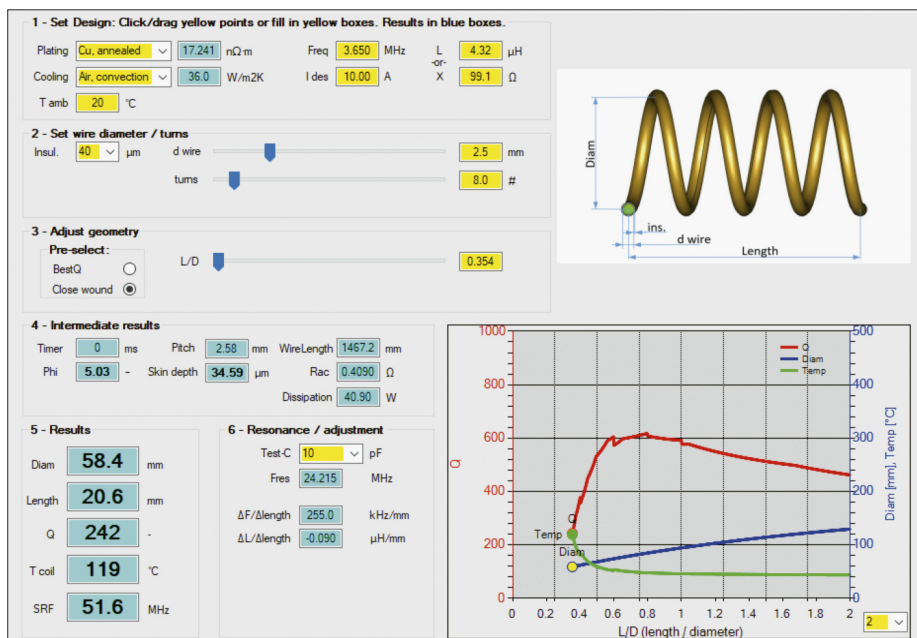 1 - Set Design: Click/drag yellow points or fill in yellow boxes. Results in blue boxes.
Plating Cu, annealed 17.241 nΩ·m Freq 3.650 MHz L 4.32 µH
-or-
Cooling Air, convection 36.0 W/m2K I des 10.00 A X 99.1 Ω
T amb 20 °C
2 - Set wire diameter / turns
Insul. 40 µm d wire 2.5 mm
turns 8.0 #
3 - Adjust geometry
Pre-select:
BestQ
Close wound
L/D 0.354
Diam
ins.
d wire
Length
4 - Intermediate results
Timer 0 ms Pitch 2.58 mm WireLength 1467.2 mm
Phi 5.03 - Skin depth 34.59 µm Rac 0.4090 Ω
Dissipation 40.90 W
5 - Results
Diam 58.4 mm
Length 20.6 mm
Q 242 -
T coil 119 °C
SRF 51.6 MHz
6 - Resonance / adjustment
Test-C 10 pF
Fres 24.215 MHz
ΔF/Δlength 255.0 kHz/mm
ΔL/Δlength -0.090 µH/mm
1000
800
600
400
200
0
Q
500
400
300
200
100
0
Diam [mm], Temp [°C]
Q
Diam
Temp
Q
Temp
Diam
0 0.2 0.4 0.6 0.8 1 1.2 1.4 1.6 1.8 2
L/D (length / diameter)
2